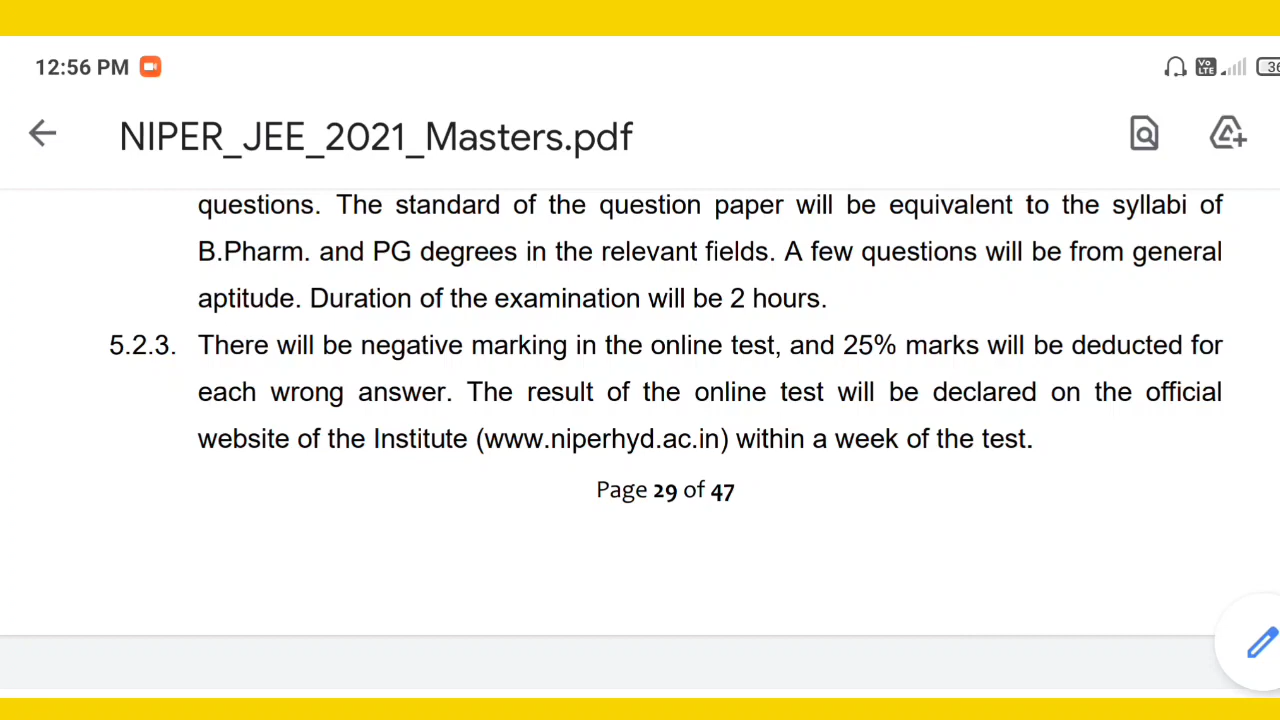 12:56 PM
Vo LTE
36
NIPER_JEE_2021_Masters.pdf
questions. The standard of the question paper will be equivalent to the syllabi of
B.Pharm. and PG degrees in the relevant fields. A few questions will be from general
aptitude. Duration of the examination will be 2 hours.
5.2.3. There will be negative marking in the online test, and 25% marks will be deducted for
each wrong answer. The result of the online test will be declared on the official
website of the Institute (www.niperhyd.ac.in) within a week of the test.
Page 29 of 47